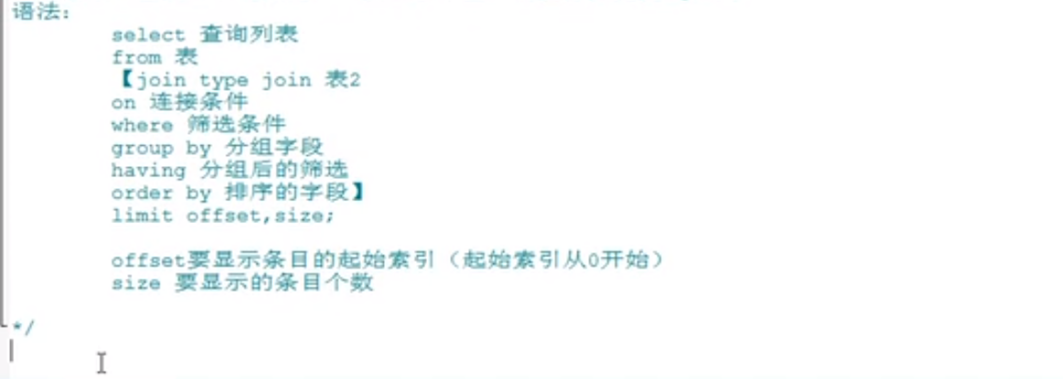 语法：
select 查询列表
from 表
【join type join 表2
on 连接条件
where 筛选条件
group by 分组字段
having 分组后的筛选
order by 排序的字段】
limit offset,size;
offset要显示条目的起始索引（起始索引从0开始）
size 要显示的条目个数
*/